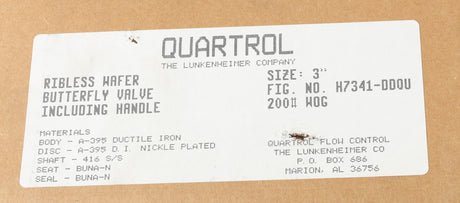 QUARTROL
THE LUNKENHEIMER COMPANY
RIBLESS WAFER
BUTTERFLY VALVE
INCLUDING HANDLE
SIZE: 3"
FIG. NO. H7341-DDQU
200# WOG
MATERIALS
BODY - A-395 DUCTILE IRON
DISC - A-395 D.I. NICKLE PLATED
SHAFT - 416 S/S
SEAT - BUNA-N
SEAL - BUNA-N
QUARTROL FLOW CONTROL
THE LUNKENHEIMER CO
P.O. BOX 686
MARION, AL 36756